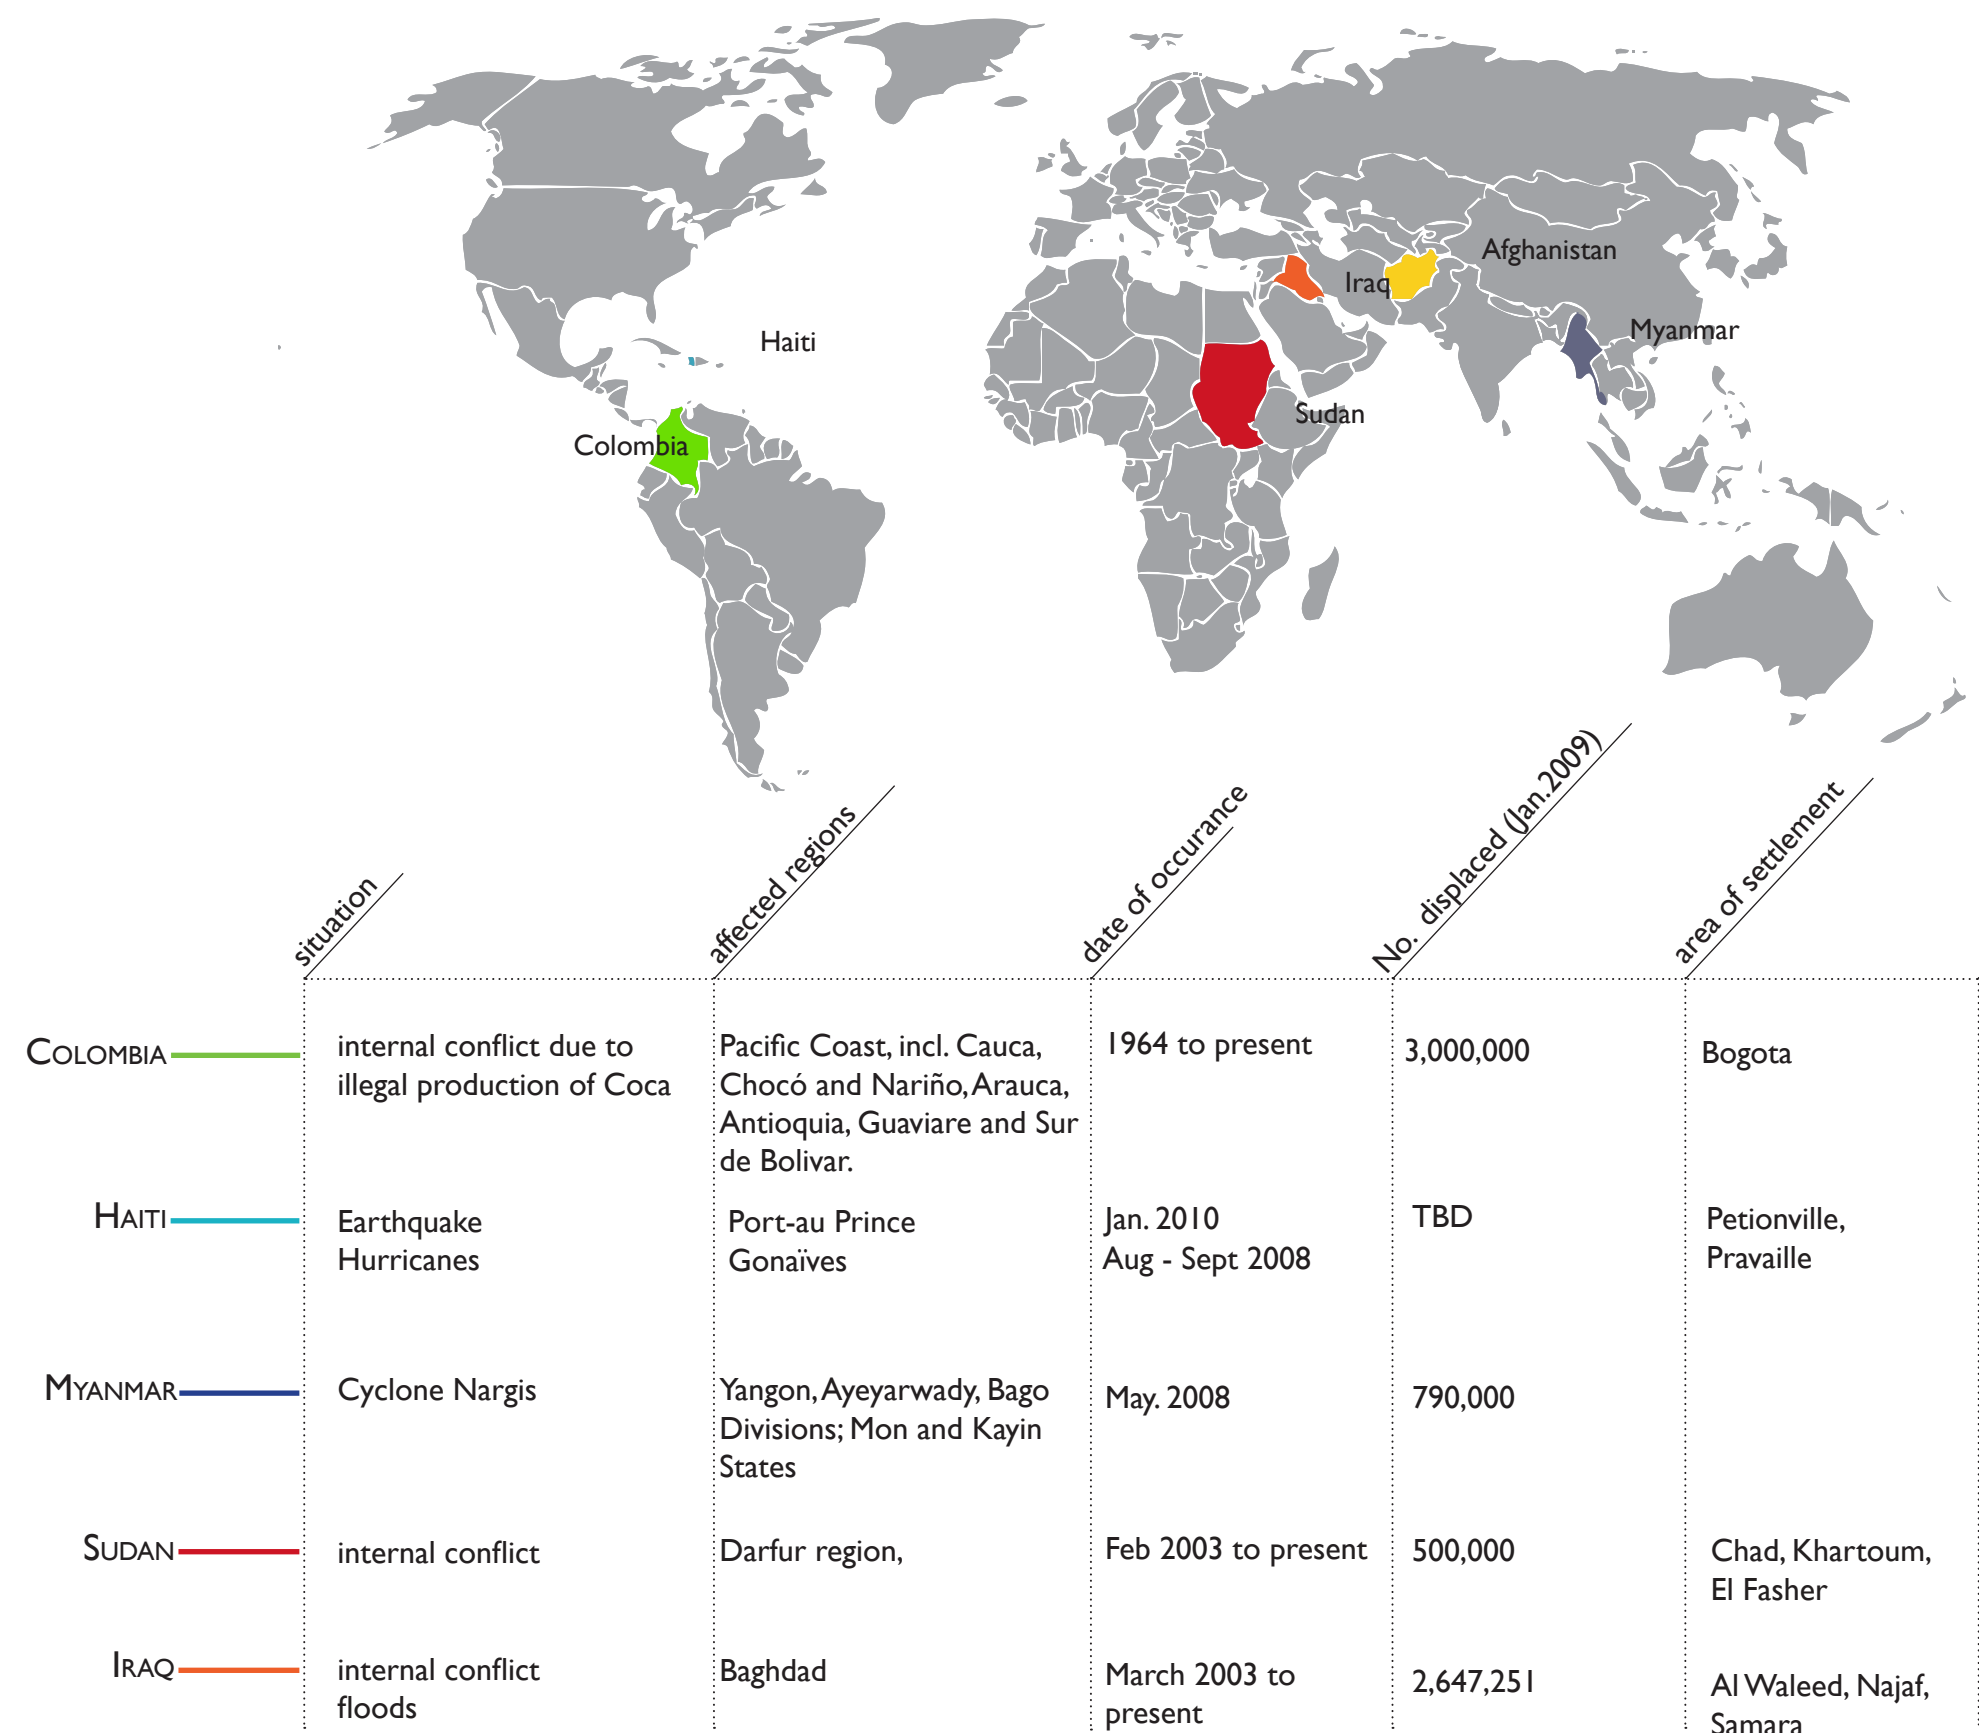 Afghanistan
Iraq
Myanmar
Haiti
Sudan
Colombia
situation
affected regions
date of occurance
No. displaced (Jan.2009)
area of settlement
COLOMBIA
internal conflict due to
illegal production of Coca
Pacific Coast, incl. Cauca,
Chocó and Nariño, Arauca,
Antioquia, Guaviare and Sur
de Bolivar.
1964 to present
3,000,000
Bogota
HAITI
Earthquake
Hurricanes
Port-au Prince
Gonaïves
Jan. 2010
Aug - Sept 2008
TBD
Petionville,
Pravaille
MYANMAR
Cyclone Nargis
Yangon, Ayeyarwady, Bago
Divisions; Mon and Kayin
States
May. 2008
790,000
SUDAN
internal conflict
Darfur region,
Feb 2003 to present
500,000
Chad, Khartoum,
El Fasher
IRAQ
internal conflict
floods
Baghdad
March 2003 to
present
2,647,251
Al Waleed, Najaf,
Samara